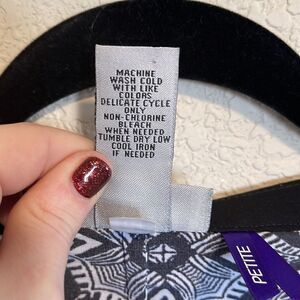 MACHINE
WASH COLD
WITH LIKE
COLORS
DELICATE CYCLE
ONLY
NON-CHLORINE
BLEACH
WHEN NEEDED
TUMBLE DRY LOW
COOL IRON
IF NEEDED
PETITE